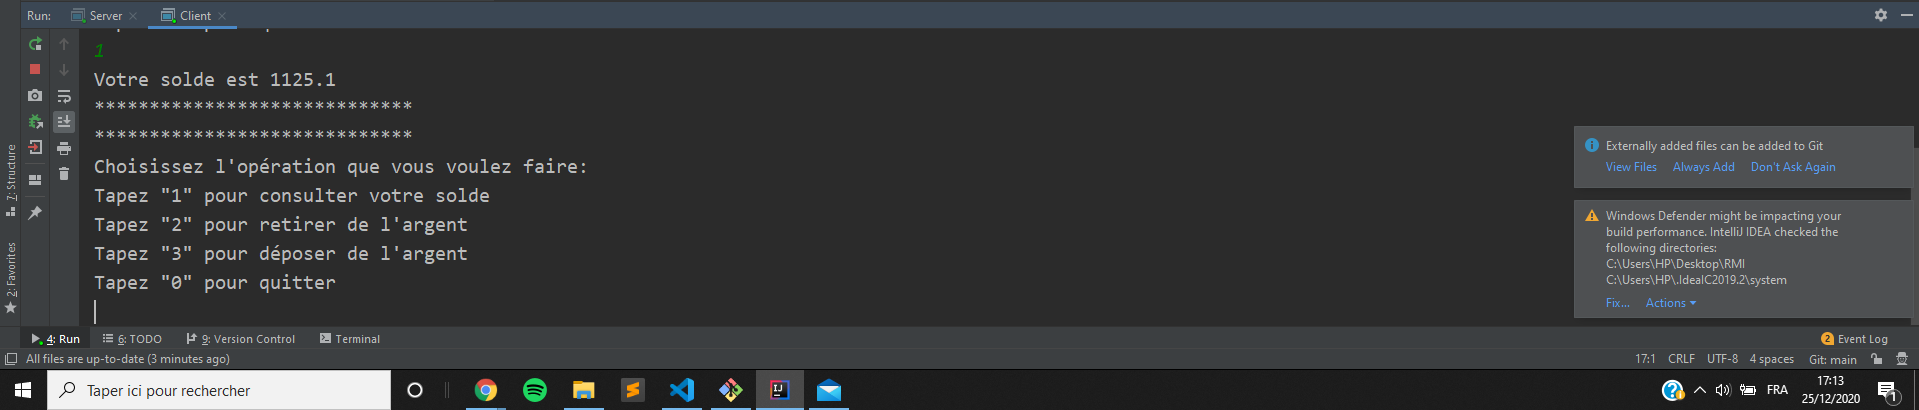 Run: Server Client
1
Votre solde est 1125.1
*****************************
*****************************
Choisissez l'opération que vous voulez faire:
Tapez "1" pour consulter votre solde
Tapez "2" pour retirer de l'argent
Tapez "3" pour déposer de l'argent
Tapez "0" pour quitter
7: Structure
2: Favorites
Externally added files can be added to Git
View Files Always Add Don't Ask Again
Windows Defender might be impacting your
build performance. IntelliJ IDEA checked the
following directories:
C:\Users\HP\Desktop\RMI
C:\Users\HP\.IdeaIC2019.2\system
Fix... Actions
4: Run 6: TODO 9: Version Control Terminal 2 Event Log
All files are up-to-date (3 minutes ago) 17:1 CRLF UTF-8 4 spaces Git: main
Taper ici pour rechercher FRA 17:13
25/12/2020 1